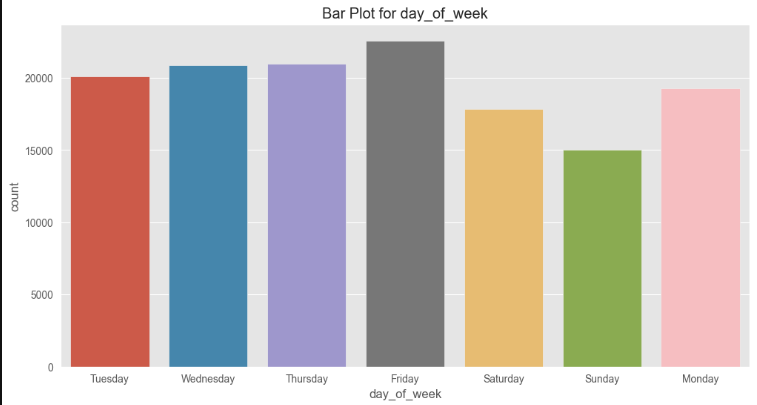 Bar Plot for day_of_week
count
20000
15000
10000
5000
0
Tuesday Wednesday Thursday Friday Saturday Sunday Monday
day_of_week